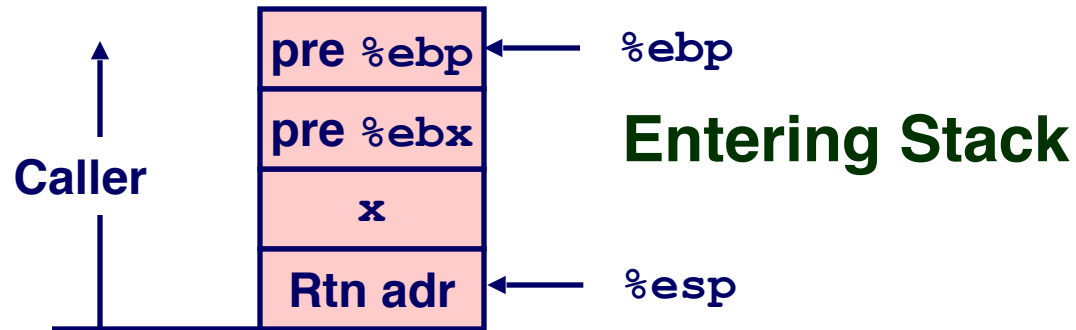 pre %ebp
%ebp
pre %ebx
Entering Stack
Caller
x
Rtn adr
%esp